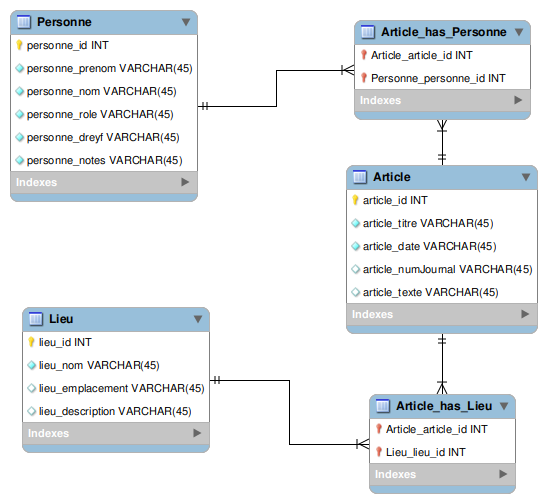 Personne
personne_id INT
personne_prenom VARCHAR(45)
personne_nom VARCHAR(45)
personne_role VARCHAR(45)
personne_dreyf VARCHAR(45)
personne_notes VARCHAR(45)
Indexes
Article_has_Personne
Article_article_id INT
Personne_personne_id INT
Indexes
Article
article_id INT
article_titre VARCHAR(45)
article_date VARCHAR(45)
article_numJournal VARCHAR(45)
article_texte VARCHAR(45)
Indexes
Lieu
lieu_id INT
lieu_nom VARCHAR(45)
lieu_emplacement VARCHAR(45)
lieu_description VARCHAR(45)
Indexes
Article_has_Lieu
Article_article_id INT
Lieu_lieu_id INT
Indexes